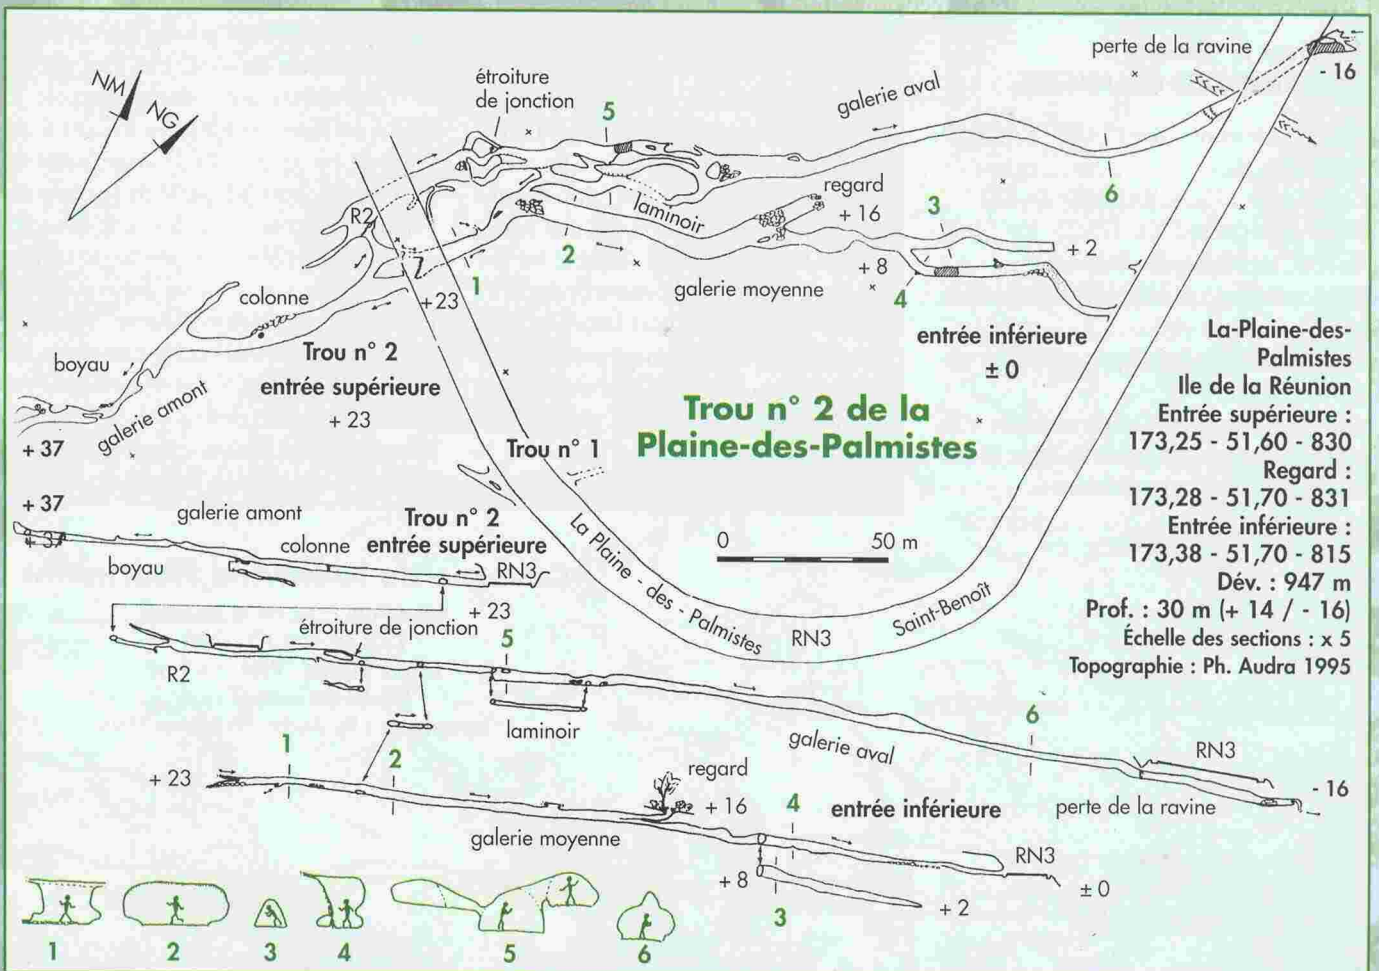 NM
NG
étroiture
de jonction
5
galerie aval
perte de la ravine
- 16
R2
laminoir
regard
+ 16
3
6
+ 2
1
2
+ 8
4
galerie moyenne
colonne
+23
boyau
Trou n° 2
entrée supérieure
+ 23
galerie amont
+ 37
entrée inférieure
± 0
Trou n° 2 de la
Plaine-des-Palmistes
Trou n° 1
La-Plaine-des-
Palmistes
Ile de la Réunion
Entrée supérieure :
173,25 - 51,60 - 830
Regard :
173,28 - 51,70 - 831
Entrée inférieure :
173,38 - 51,70 - 815
Dév. : 947 m
Prof. : 30 m (+ 14 / - 16)
Échelle des sections : x 5
Topographie : Ph. Audra 1995
0 50 m
La Plaine - des - Palmistes
RN3
Saint-Benoît
+ 37
+ 37
galerie amont
boyau
colonne
Trou n° 2
entrée supérieure
RN3
+ 23
étroiture de jonction
R2
5
laminoir
galerie aval
6
RN3
perte de la ravine
- 16
+ 23
1
2
galerie moyenne
regard
+ 16
4
entrée inférieure
RN3
± 0
+ 8
3
+ 2
1
2
3
4
5
6